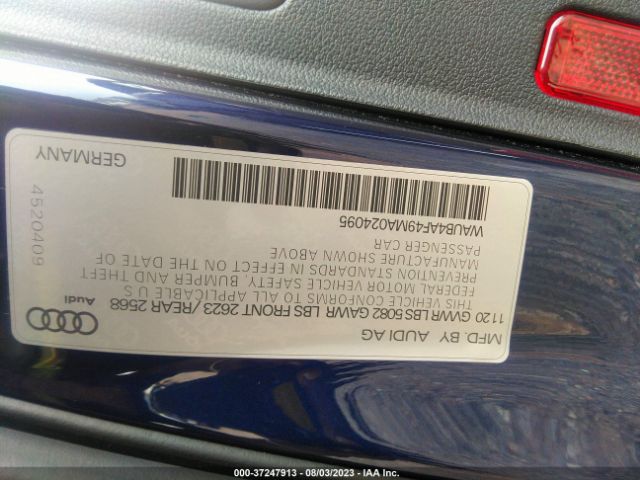 MFD. BY AUDI AG
1120 GVWR LBS 5082 GAWR LBS FRONT 2623 /REAR 2568
THIS VEHICLE CONFORMS TO ALL APPLICABLE U S
FEDERAL MOTOR VEHICLE SAFETY, BUMPER AND THEFT
PREVENTION STANDARDS IN EFFECT ON THE DATE OF
MANUFACTURE SHOWN ABOVE
PASSENGER CAR
WAUB4AF49MA024095
Audi
4520409
GERMANY
000-37247913 - 08/03/2023 - IAA Inc.